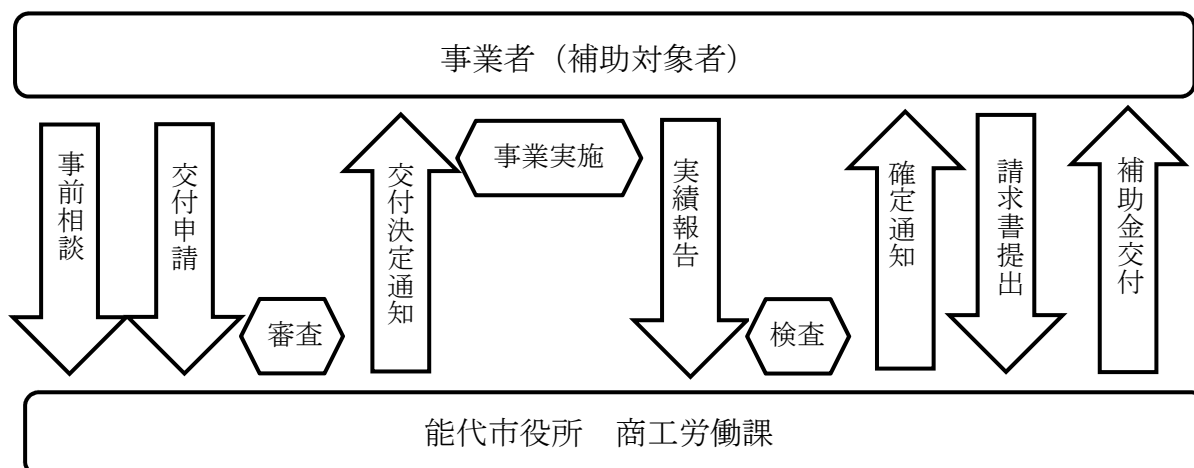 事業者（補助対象者）
事前相談
交付申請
審査
交付決定通知
事業実施
実績報告
検査
確定通知
請求書提出
補助金交付
能代市役所　商工労働課